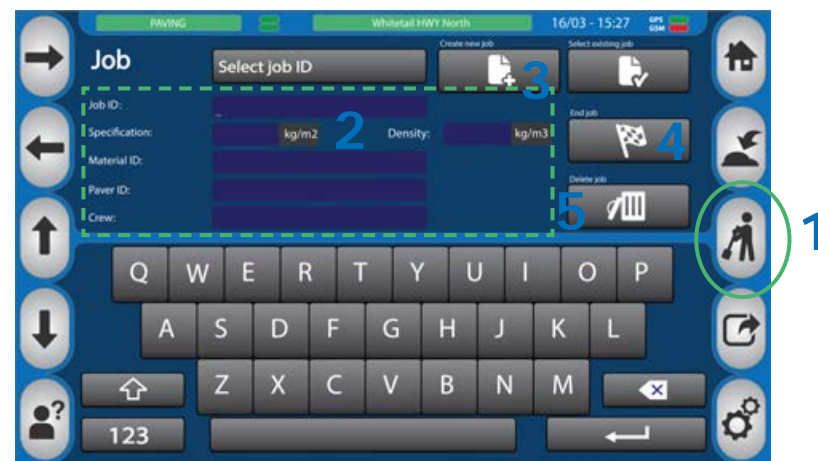 PAVING Whitetail HWY North 16/03 - 15:27 GPS
GSM
Job Select job ID Create new job Select existing job
3
Job ID: _
Specification: kg/m2 2 Density: kg/m3
End job
4
Material ID:
Paver ID:
Delete job
5
Crew:
1
Q W E R T Y U I O P
A S D F G H J K L
Z X C V B N M
?
123